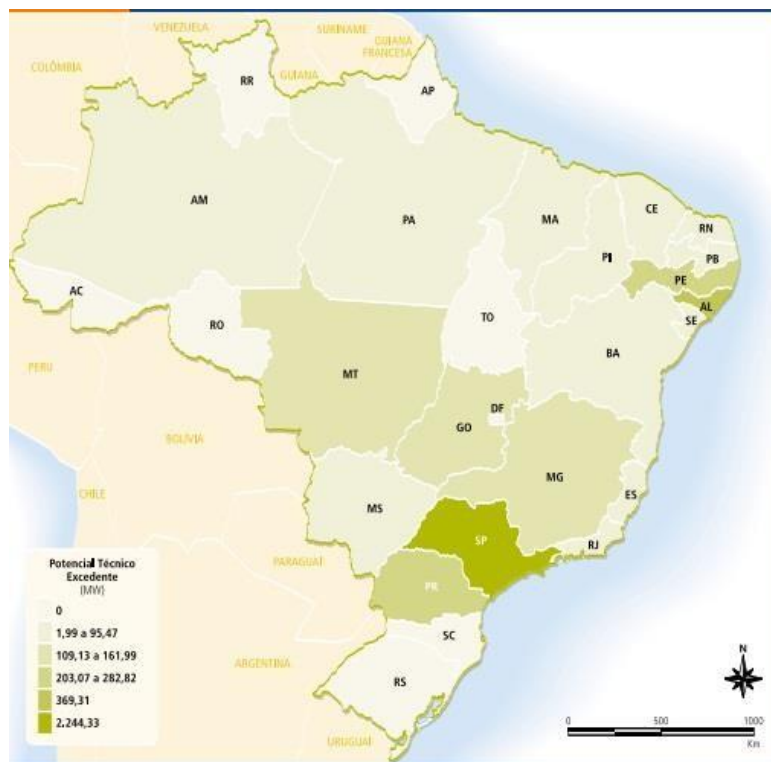 VENEZUELA
SURINAME
GUIANA
FRANCESA
COLÔMBIA
GUIANA
RR
AP
AM
PA
MA
CE
RN
PB
PI
PE
AL
SE
AC
RO
TO
BA
PERU
MT
DF
GO
BOLÍVIA
MG
ES
CHILE
MS
SP
RJ
PARAGUAÍ
PR
SC
ARGENTINA
RS
URUGUAÍ
Potencial Técnico
Excedente
(MW)
0
1,99 a 95,47
109,13 a 161,99
203,07 a 282,82
369,31
2.244,33
N
0 500 1000
Km